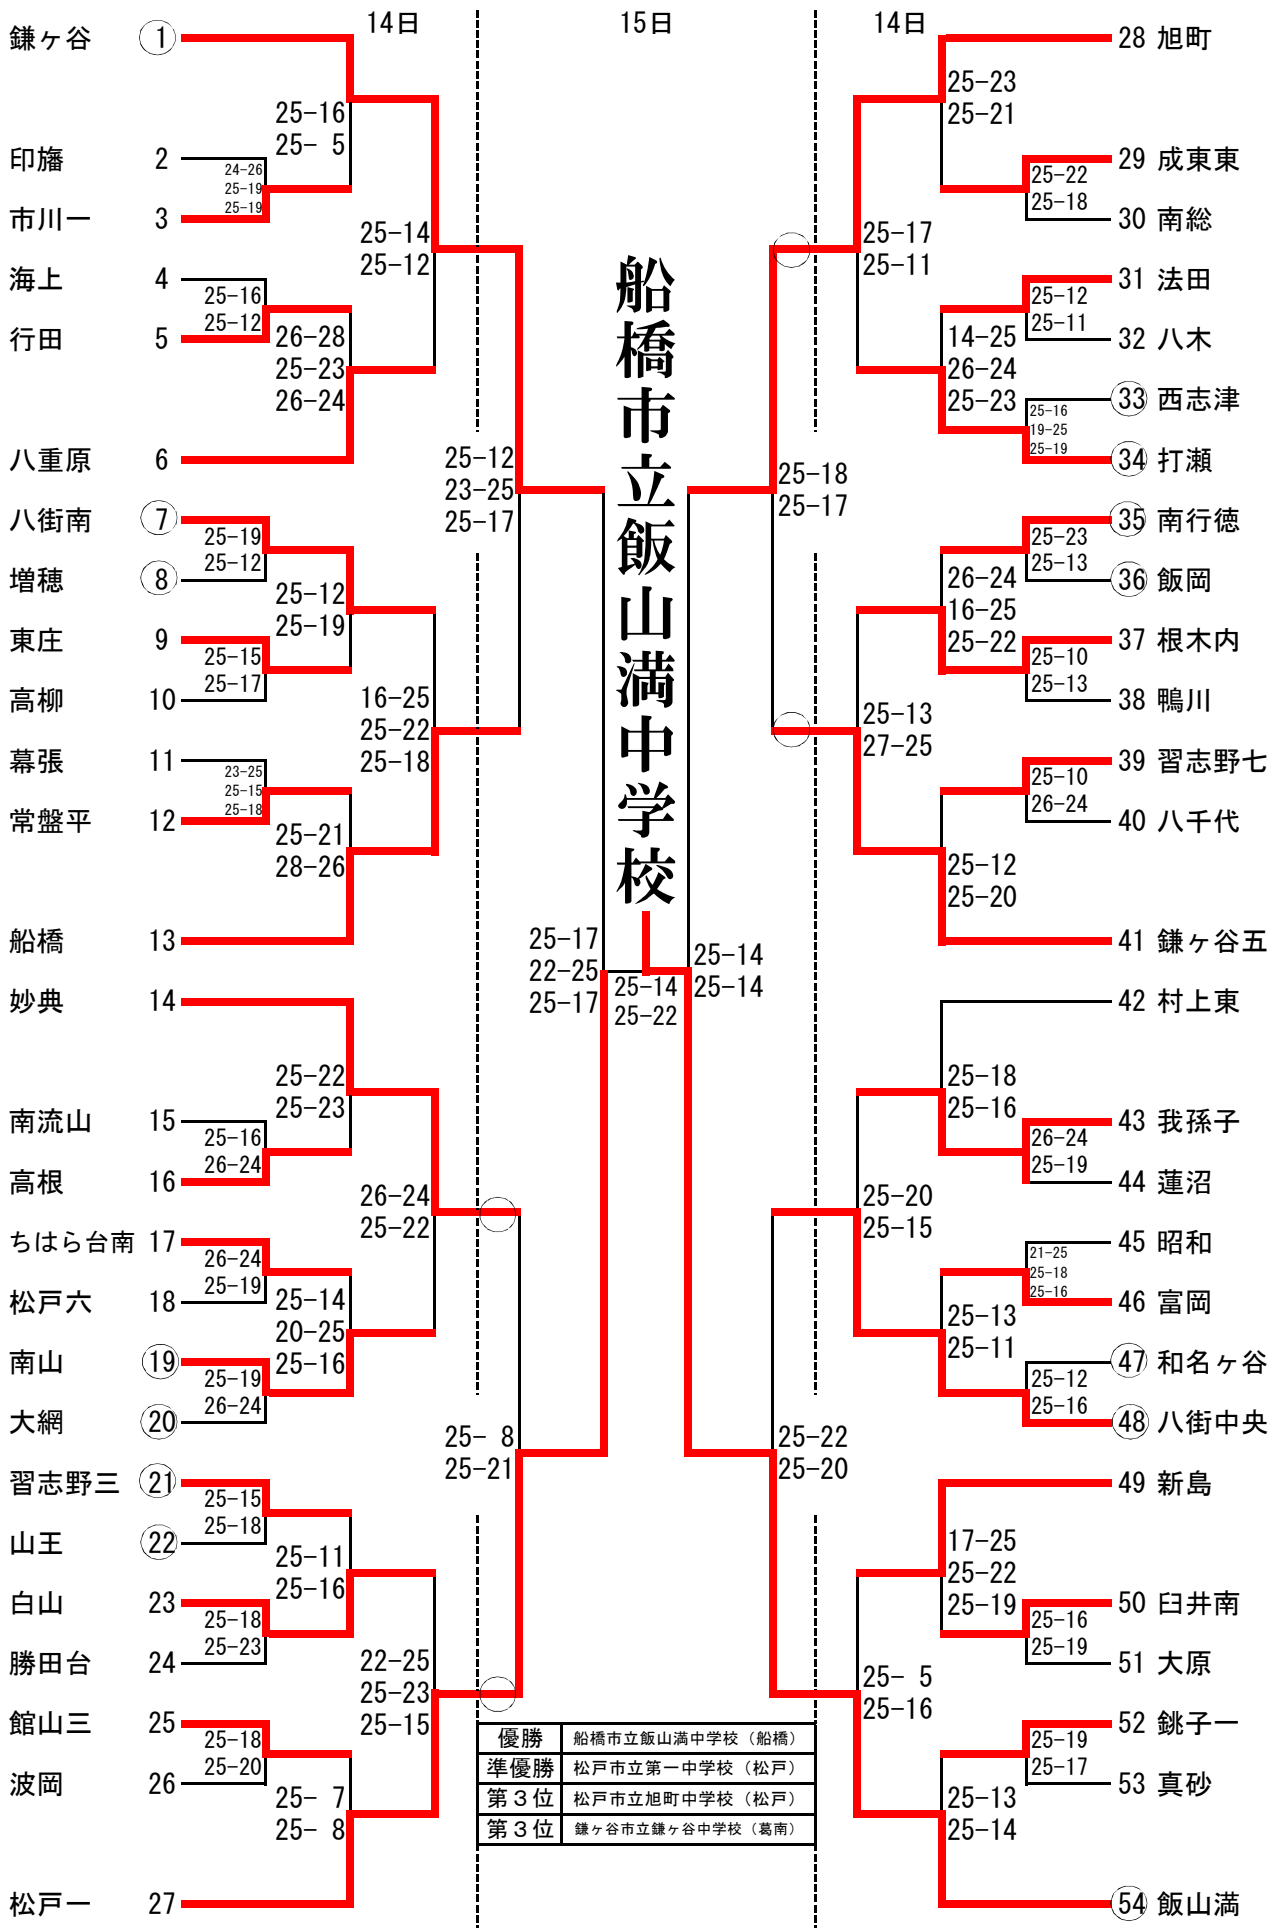 14日
15日
14日
鎌ヶ谷 1
印旛 2
市川一 3
海上 4
行田 5
八重原 6
八街南 7
増穂 8
東庄 9
高柳 10
幕張 11
常盤平 12
船橋 13
妙典 14
南流山 15
高根 16
ちはら台南 17
松戸六 18
南山 19
大網 20
習志野三 21
山王 22
白山 23
勝田台 24
館山三 25
波岡 26
松戸一 27
24-26
25-19
25-19
25-16
25-12
25-19
25-12
25-15
25-17
23-25
25-15
25-18
25-16
26-24
26-24
25-19
25-19
26-24
25-15
25-18
25-18
25-23
25-18
25-20
25-16
25- 5
26-28
25-23
26-24
25-12
25-19
25-21
28-26
25-22
25-23
25-14
20-25
25-16
25-11
25-16
25- 7
25- 8
25-14
25-12
16-25
25-22
25-18
26-24
25-22
22-25
25-23
25-15
25-12
23-25
25-17
25- 8
25-21
25-17
22-25
25-17
船橋市立飯山満中学校
25-14
25-22
25-14
25-14
25-18
25-17
25-22
25-20
25-17
25-11
25-13
27-25
25-20
25-15
25- 5
25-16
25-23
25-21
14-25
26-24
25-23
26-24
16-25
25-22
25-12
25-20
25-18
25-16
25-13
25-11
17-25
25-22
25-19
25-13
25-14
25-22
25-18
25-12
25-11
25-16
19-25
25-19
25-23
25-13
25-10
25-13
25-10
26-24
26-24
25-19
21-25
25-18
25-16
25-12
25-16
25-16
25-19
25-19
25-17
28 旭町
29 成東東
30 南総
31 法田
32 八木
33 西志津
34 打瀬
35 南行徳
36 飯岡
37 根木内
38 鴨川
39 習志野七
40 八千代
41 鎌ヶ谷五
42 村上東
43 我孫子
44 蓮沼
45 昭和
46 富岡
47 和名ヶ谷
48 八街中央
49 新島
50 臼井南
51 大原
52 銚子一
53 真砂
54 飯山満
優勝 船橋市立飯山満中学校（船橋）
準優勝 松戸市立第一中学校（松戸）
第３位 松戸市立旭町中学校（松戸）
第３位 鎌ヶ谷市立鎌ヶ谷中学校（葛南）